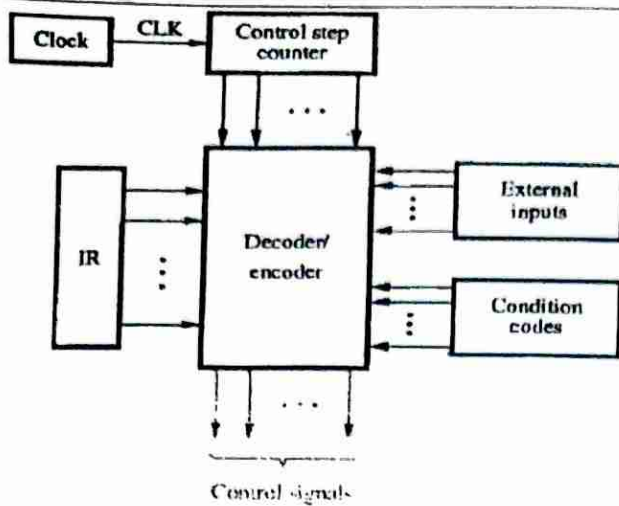 Clock
CLK
Control step
counter
. . .
IR
Decoder/
encoder
External
inputs
Condition
codes
. . .
Control signals